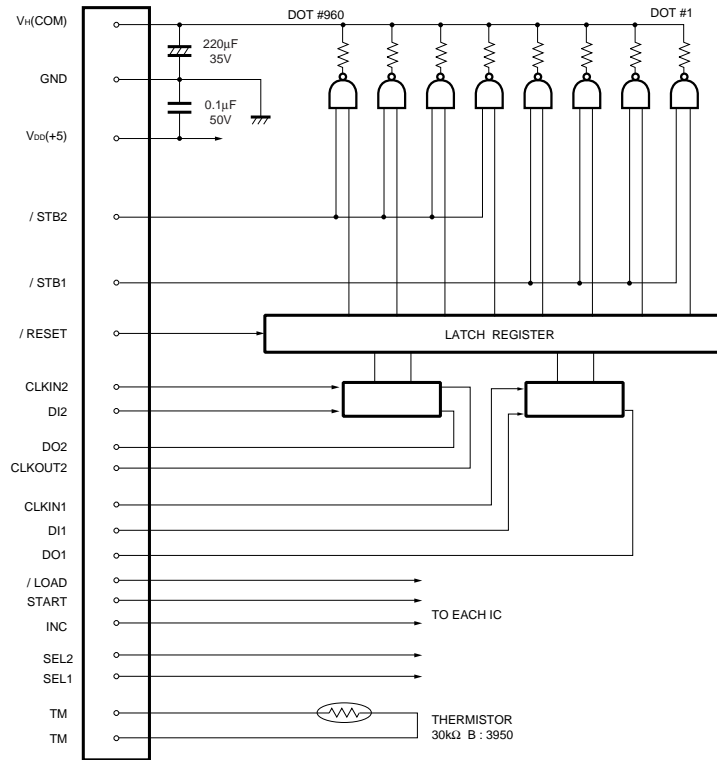 VH(COM)
DOT #960
DOT #1
220µF
35V
GND
0.1µF
50V
VDD(+5)
/ STB2
/ STB1
/ RESET
LATCH REGISTER
CLKIN2
DI2
DO2
CLKOUT2
CLKIN1
DI1
DO1
/ LOAD
START
TO EACH IC
INC
SEL2
SEL1
TM
THERMISTOR
30kΩ B : 3950
TM